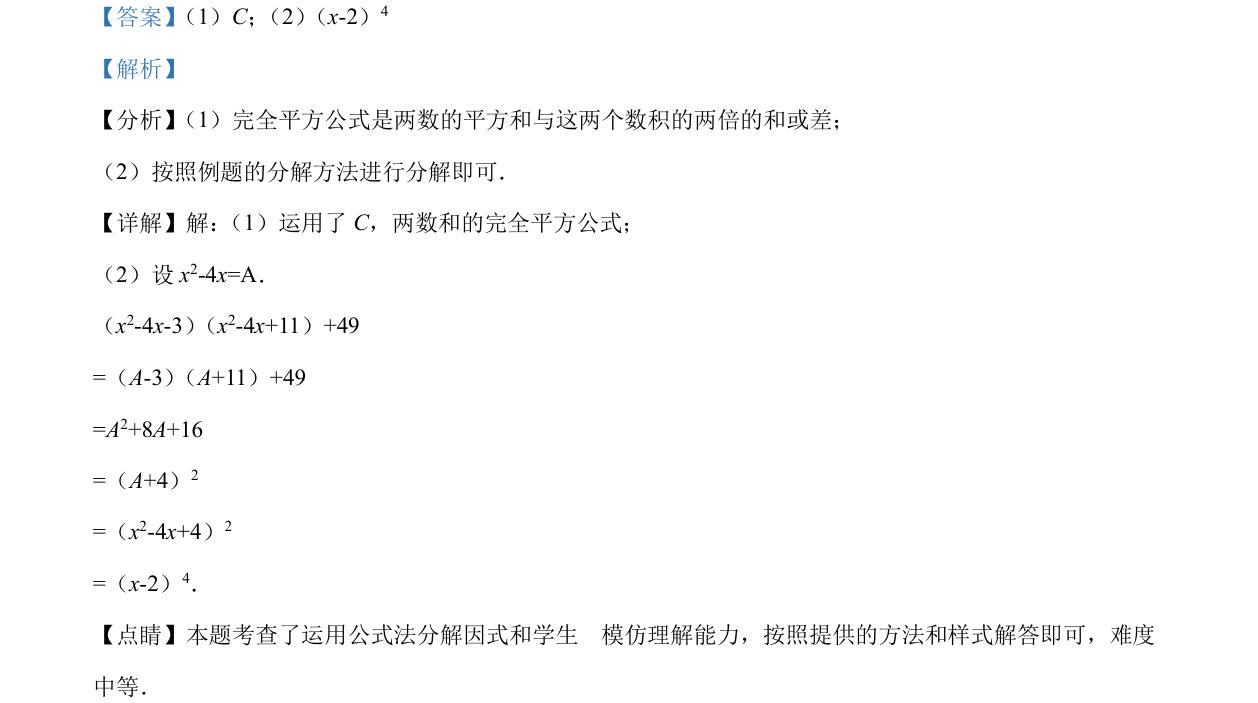 【答案】（1）C；（2）（x-2）⁴
【解析】
【分析】（1）完全平方公式是两数的平方和与这两个数积的两倍的和或差；
（2）按照例题的分解方法进行分解即可．
【详解】解：（1）运用了 C，两数和的完全平方公式；
（2）设 x²-4x=A．
（x²-4x-3）（x²-4x+11）+49
=（A-3）（A+11）+49
=A²+8A+16
=（A+4）²
=（x²-4x+4）²
=（x-2）⁴．
【点睛】本题考查了运用公式法分解因式和学生　模仿理解能力，按照提供的方法和样式解答即可，难度
中等．